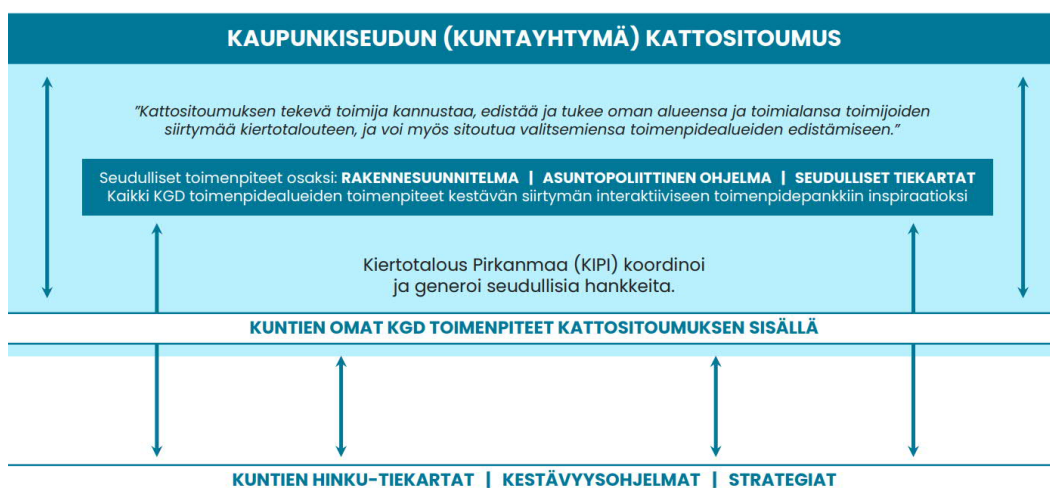 KAUPUNKISEUDUN (KUNTAYHTYMÄ) KATTOSITOUMUS
”Kattositoumuksen tekevä toimija kannustaa, edistää ja tukee oman alueensa ja toimialansa toimijoiden
siirtymää kiertotalouteen, ja voi myös sitoutua valitsemiensa toimenpidealueiden edistämiseen.”
Seudulliset toimenpiteet osaksi: RAKENNESUUNNITELMA | ASUNTOPOLIITTINEN OHJELMA | SEUDULLISET TIEKARTAT
Kaikki KGD toimenpidealueiden toimenpiteet kestävän siirtymän interaktiiviseen toimenpidepankkiin inspiraatioksi
Kiertotalous Pirkanmaa (KIPI) koordinoi
ja generoi seudullisia hankkeita.
KUNTIEN OMAT KGD TOIMENPITEET KATTOSITOUMUKSEN SISÄLLÄ
KUNTIEN HINKU-TIEKARTAT | KESTÄVYYSOHJELMAT | STRATEGIAT